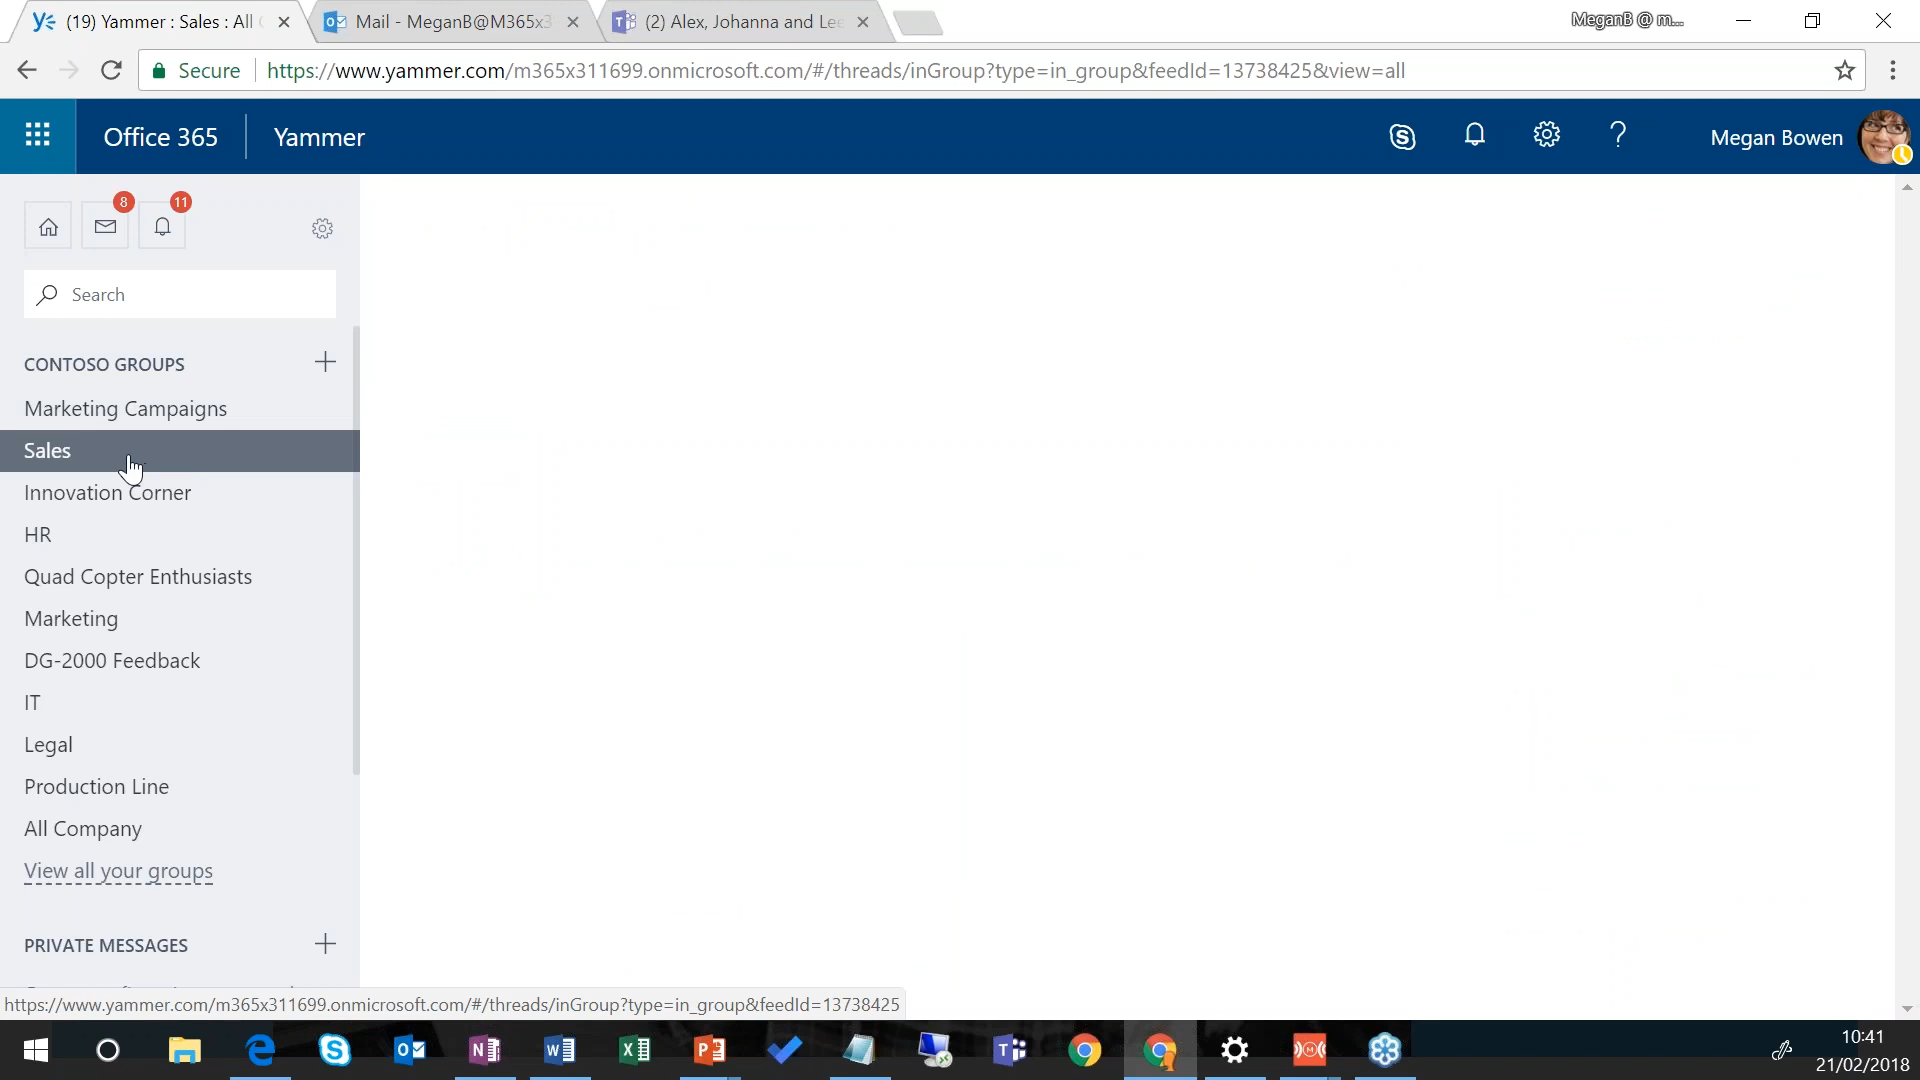 (19) Yammer : Sales : All
Mail - MeganB@M365x3
(2) Alex, Johanna and Lee
MeganB @ m...
Secure
https://www.yammer.com/m365x311699.onmicrosoft.com/#/threads/inGroup?type=in_group&feedId=13738425&view=all
Office 365
Yammer
Megan Bowen
8
11
Search
CONTOSO GROUPS
Marketing Campaigns
Sales
Innovation Corner
HR
Quad Copter Enthusiasts
Marketing
DG-2000 Feedback
IT
Legal
Production Line
All Company
View all your groups
PRIVATE MESSAGES
https://www.yammer.com/m365x311699.onmicrosoft.com/#/threads/inGroup?type=in_group&feedId=13738425
10:41
21/02/2018